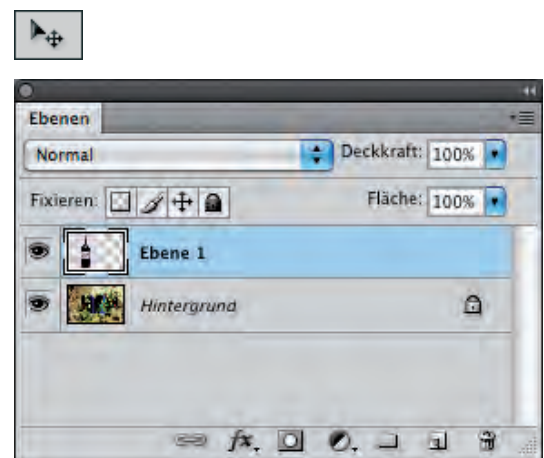 Ebenen
Normal Deckkraft: 100%
Fixieren: Fläche: 100%
Ebene 1
Hintergrund
fx.